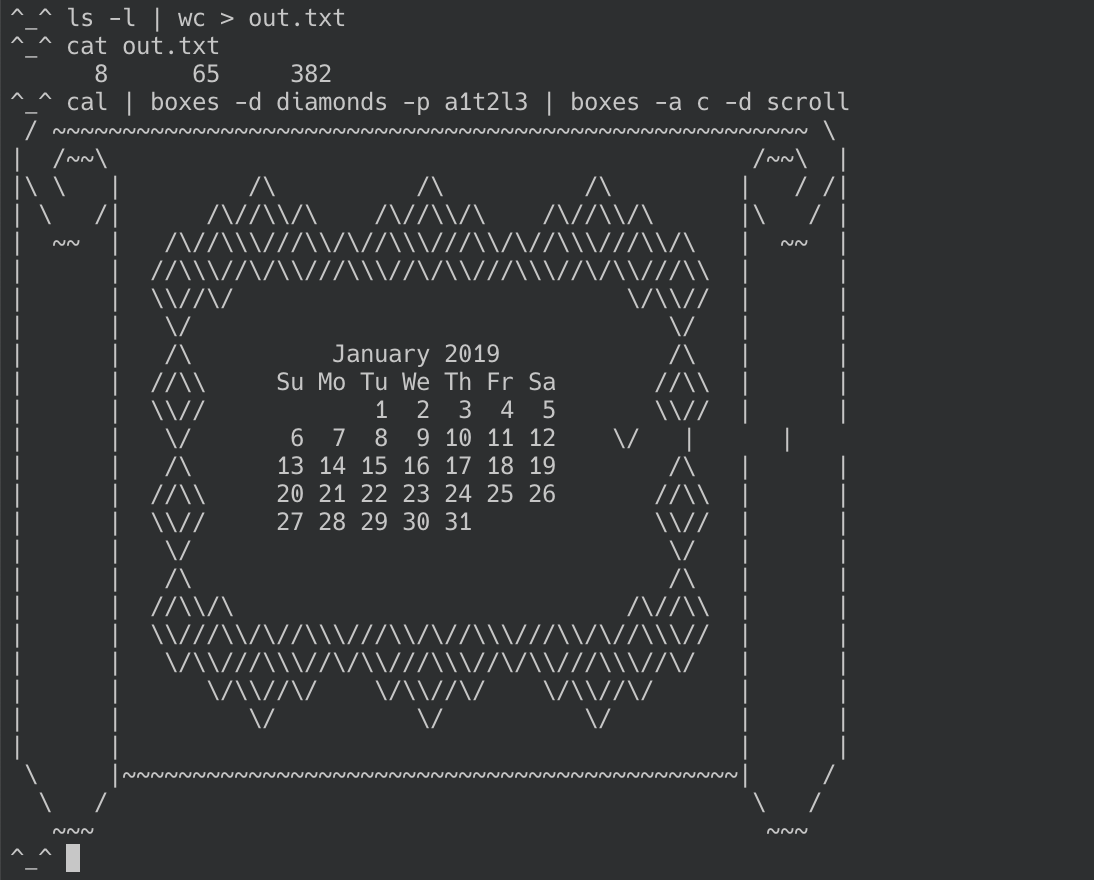 ^_^ ls -l | wc > out.txt
^_^ cat out.txt
      8      65     382
^_^ cal | boxes -d diamonds -p a1t2l3 | boxes -a c -d scroll
 / ~~~~~~~~~~~~~~~~~~~~~~~~~~~~~~~~~~~~~~~~~~~~~~~~~~~~~~ \
|  /~~\                                              /~~\  |
|\ \   |         /\          /\          /\         |   / /|
| \   /|      /\//\\/\    /\//\\/\    /\//\\/\      |\   / |
|  ~~  |   /\//\\\///\\/\//\\\///\\/\//\\\///\\/\   |  ~~  |
|      |  //\\\//\/\\///\\\//\/\\///\\\//\/\\///\\  |      |
|      |  \\//\/                            \/\\//  |      |
|      |   \/                                  \/   |      |
|      |   /\          January 2019            /\   |      |
|      |  //\\     Su Mo Tu We Th Fr Sa       //\\  |      |
|      |  \\//            1  2  3  4  5       \\//  |      |
|      |   \/       6  7  8  9 10 11 12    \/   |      |
|      |   /\      13 14 15 16 17 18 19        /\   |      |
|      |  //\\     20 21 22 23 24 25 26       //\\  |      |
|      |  \\//     27 28 29 30 31             \\//  |      |
|      |   \/                                  \/   |      |
|      |   /\                                  /\   |      |
|      |  //\\/\                            /\//\\  |      |
|      |  \\///\\/\//\\\///\\/\//\\\///\\/\//\\\//  |      |
|      |   \/\\///\\\//\/\\///\\\//\/\\///\\\//\/   |      |
|      |      \/\\//\/    \/\\//\/    \/\\//\/      |      |
|      |         \/          \/          \/         |      |
|      |                                            |      |
 \     |~~~~~~~~~~~~~~~~~~~~~~~~~~~~~~~~~~~~~~~~~~~~|     /
  \   /                                              \   /
   ~~~                                                ~~~
^_^